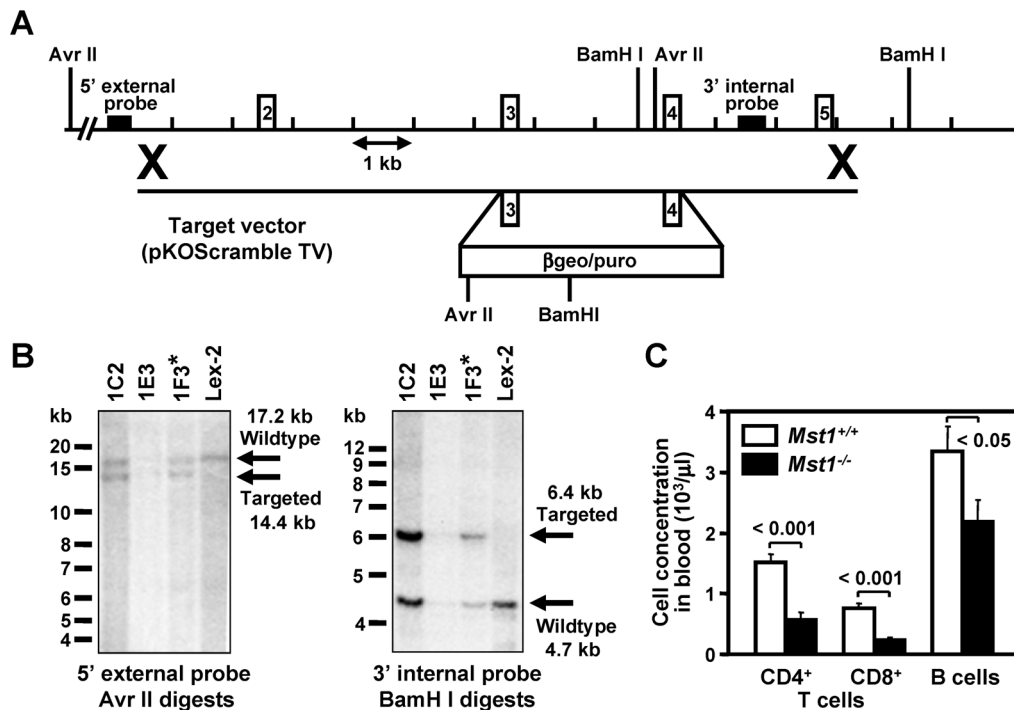 A
Avr II
BamH I
Avr II
BamH I
5’ external
probe
3’ internal
probe
2
3
4
5
1 kb
X
X
Target vector
(pKOScramble TV)
3
4
βgeo/puro
Avr II
BamHI
B
1C2
1E3
1F3*
Lex-2
kb
20
15
10
8
7
6
5
4
17.2 kb
Wildtype
Targeted
14.4 kb
5’ external probe
Avr II digests
1C2
1E3
1F3*
Lex-2
kb
12
9
8
7
6
5
4
6.4 kb
Targeted
Wildtype
4.7 kb
3’ internal probe
BamH I digests
C
Cell concentration
in blood (10³/µl)
4
3
2
1
0
Mst1+/+
Mst1-/-
< 0.001
< 0.001
< 0.05
CD4+
CD8+
B cells
T cells